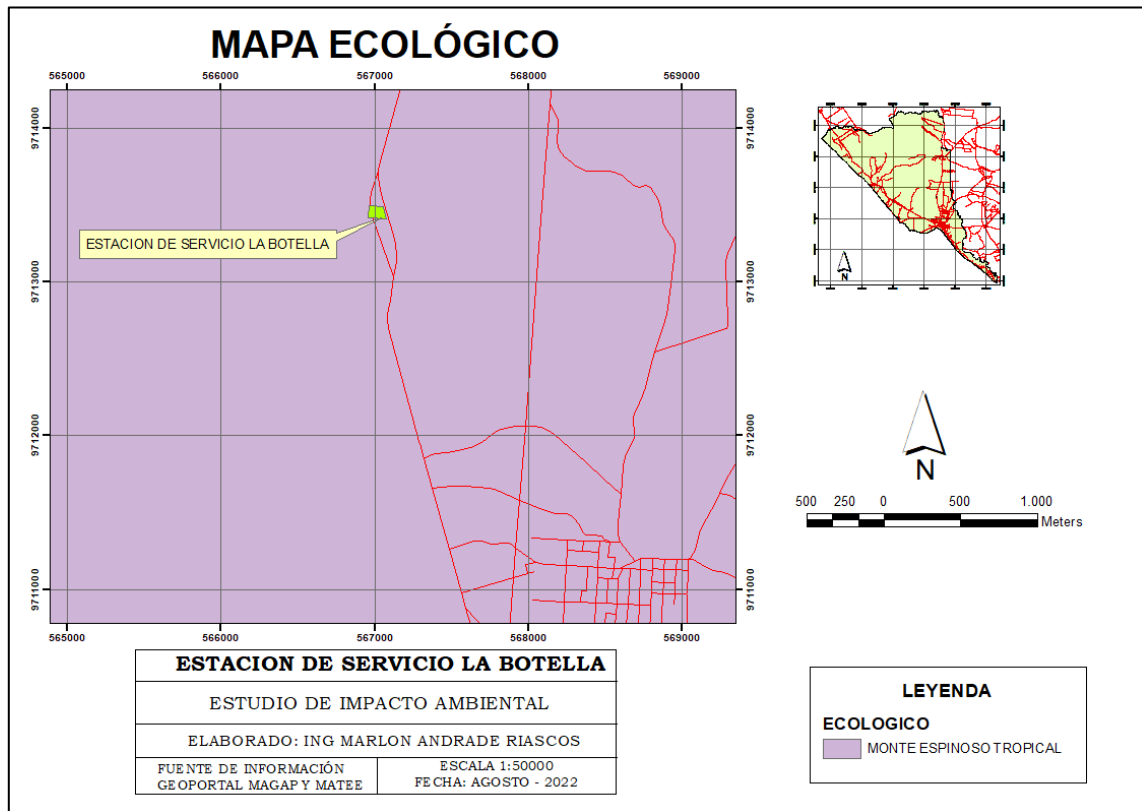 MAPA ECOLÓGICO
565000 566000 567000 568000 569000
9714000 9714000
ESTACION DE SERVICIO LA BOTELLA
9713000 9713000
9712000 9712000
9711000 9711000
565000 566000 567000 568000 569000
N
N
500 250 0 500 1.000
Meters
ESTACION DE SERVICIO LA BOTELLA
ESTUDIO DE IMPACTO AMBIENTAL
ELABORADO: ING MARLON ANDRADE RIASCOS
FUENTE DE INFORMACIÓN
GEOPORTAL MAGAP Y MATEE
ESCALA 1:50000
FECHA: AGOSTO - 2022
LEYENDA
ECOLOGICO
MONTE ESPINOSO TROPICAL